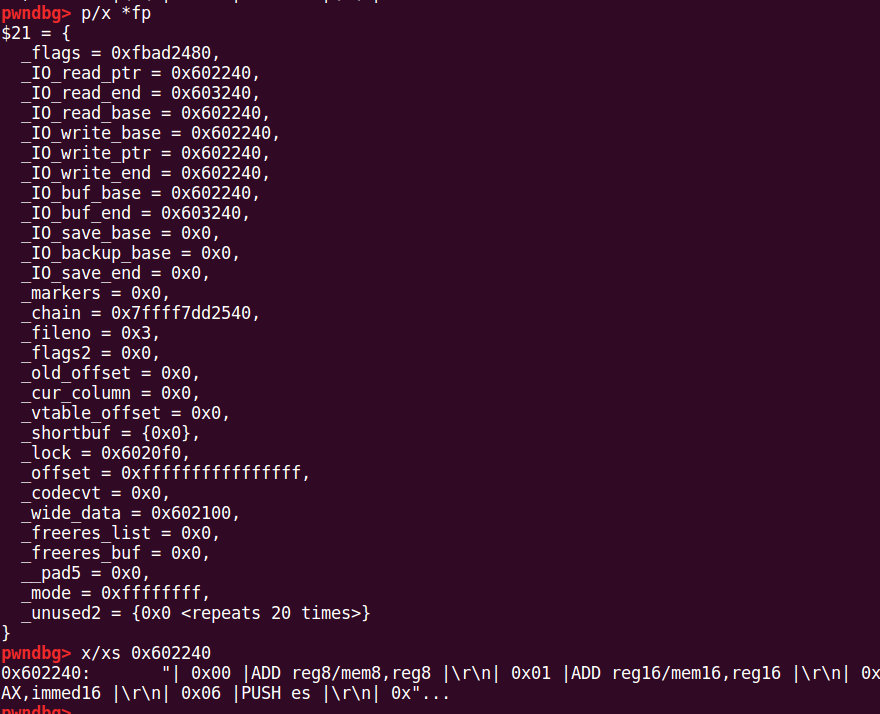 pwndbg> p/x *fp
$21 = {
  _flags = 0xfbad2480,
  _IO_read_ptr = 0x602240,
  _IO_read_end = 0x603240,
  _IO_read_base = 0x602240,
  _IO_write_base = 0x602240,
  _IO_write_ptr = 0x602240,
  _IO_write_end = 0x602240,
  _IO_buf_base = 0x602240,
  _IO_buf_end = 0x603240,
  _IO_save_base = 0x0,
  _IO_backup_base = 0x0,
  _IO_save_end = 0x0,
  _markers = 0x0,
  _chain = 0x7ffff7dd2540,
  _fileno = 0x3,
  _flags2 = 0x0,
  _old_offset = 0x0,
  _cur_column = 0x0,
  _vtable_offset = 0x0,
  _shortbuf = {0x0},
  _lock = 0x6020f0,
  _offset = 0xffffffffffffffff,
  _codecvt = 0x0,
  _wide_data = 0x602100,
  _freeres_list = 0x0,
  _freeres_buf = 0x0,
  __pad5 = 0x0,
  _mode = 0xffffffff,
  _unused2 = {0x0 <repeats 20 times>}
}
pwndbg> x/xs 0x602240
0x602240:       "| 0x00 |ADD reg8/mem8,reg8 |\r\n| 0x01 |ADD reg16/mem16,reg16 |\r\n| 0x
AX,immed16 |\r\n| 0x06 |PUSH es |\r\n| 0x"...
pwndbg>